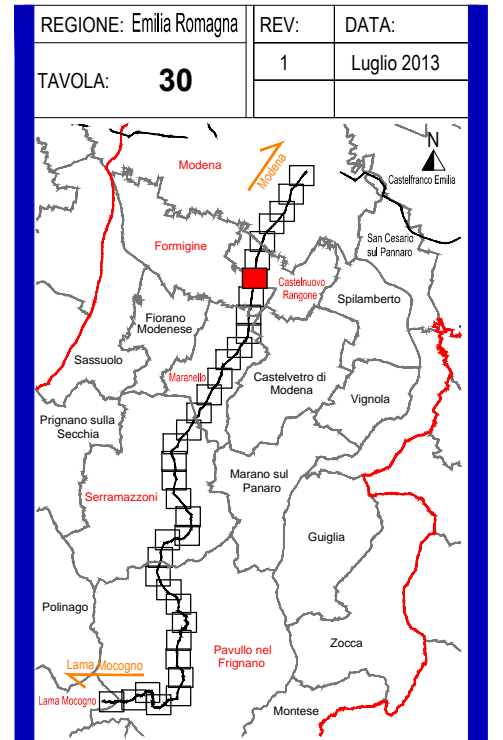 REGIONE: Emilia Romagna
REV:
DATA:
TAVOLA: 30
1
Luglio 2013
N
Modena
Modena
Castelfranco Emilia
Formigine
San Cesario
sul Pannaro
Castelnuovo
Rangone
Spilamberto
Fiorano
Modenese
Sassuolo
Maranello
Castelvetro di
Modena
Vignola
Prignano sulla
Secchia
Marano sul
Panaro
Serramazzoni
Guiglia
Polinago
Zocca
Pavullo nel
Frignano
Lama Mocogno
Lama Mocogno
Montese